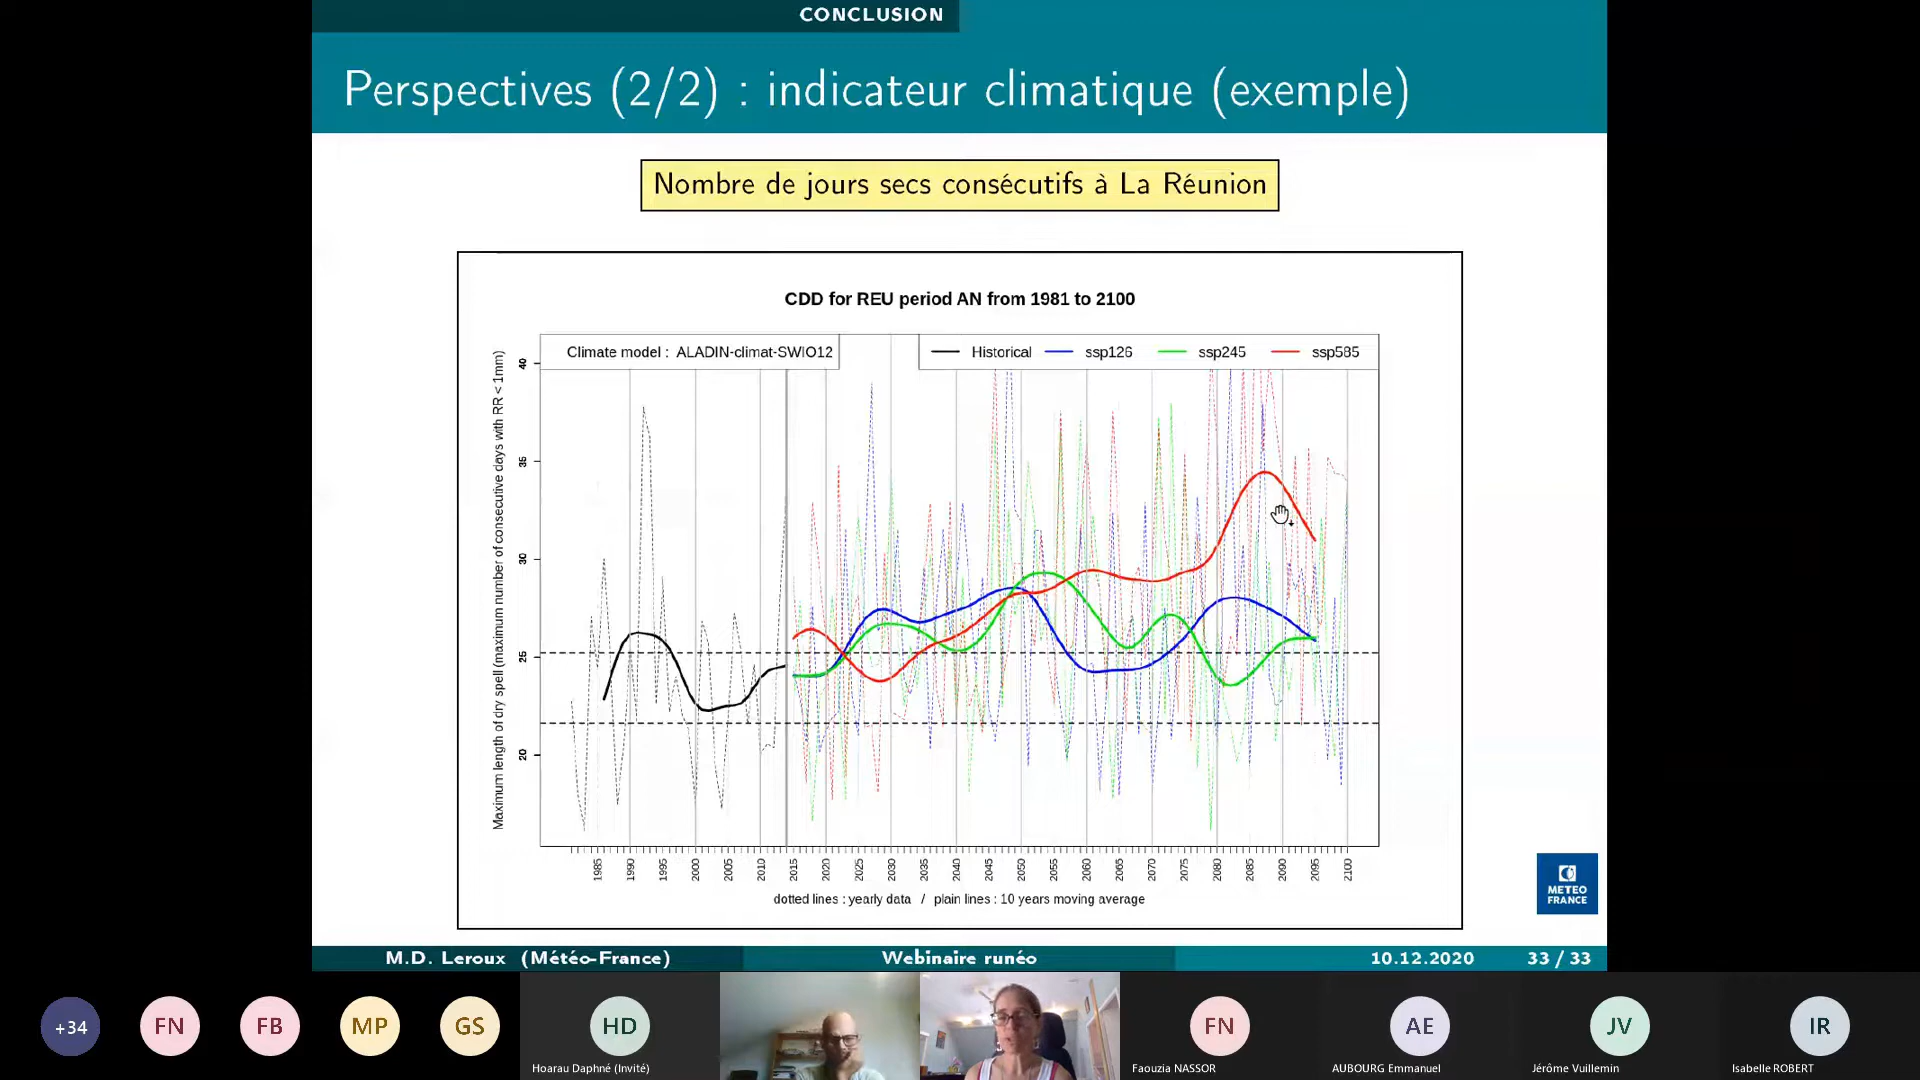 CONCLUSION
Perspectives (2/2) : indicateur climatique (exemple)
Nombre de jours secs consécutifs à La Réunion
CDD for REU period AN from 1981 to 2100
Climate model : ALADIN-climat-SWIO12
Historical ssp126 ssp245 ssp585
Maximum length of dry spell (maximum number of consecutive days with RR < 1mm)
40
35
30
25
20
1985 1990 1995 2000 2005 2010 2015 2020 2025 2030 2035 2040 2045 2050 2055 2060 2065 2070 2075 2080 2085 2090 2095 2100
dotted lines : yearly data / plain lines : 10 years moving average
METEO
FRANCE
M.D. Leroux (Météo-France) Webinaire runéo 10.12.2020 33 / 33
+34 FN FB MP GS HD FN AE JV IR
Hoarau Daphné (Invité) Faouzia NASSOR AUBOURG Emmanuel Jérôme Vuillemin Isabelle ROBERT